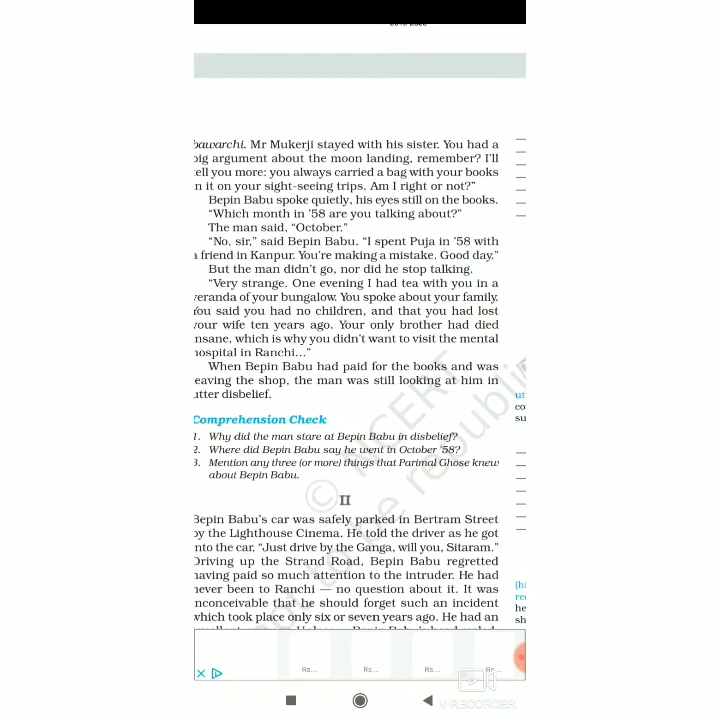 bawarchi. Mr Mukerji stayed with his sister. You had a
big argument about the moon landing, remember? I'll
tell you more: you always carried a bag with your books
in it on your sight-seeing trips. Am I right or not?"
Bepin Babu spoke quietly, his eyes still on the books.
"Which month in '58 are you talking about?"
The man said, "October."
"No, sir," said Bepin Babu. "I spent Puja in '58 with
a friend in Kanpur. You're making a mistake. Good day."
But the man didn't go, nor did he stop talking.
"Very strange. One evening I had tea with you in a
veranda of your bungalow. You spoke about your family.
You said you had no children, and that you had lost
your wife ten years ago. Your only brother had died
insane, which is why you didn't want to visit the mental
hospital in Ranchi..."
When Bepin Babu had paid for the books and was
leaving the shop, the man was still looking at him in
utter disbelief.
Comprehension Check
1. Why did the man stare at Bepin Babu in disbelief?
2. Where did Bepin Babu say he went in October '58?
3. Mention any three (or more) things that Parimal Ghose knew
about Bepin Babu.
II
Bepin Babu's car was safely parked in Bertram Street
by the Lighthouse Cinema. He told the driver as he got
into the car, "Just drive by the Ganga, will you, Sitaram."
Driving up the Strand Road, Bepin Babu regretted
having paid so much attention to the intruder. He had
never been to Ranchi — no question about it. It was
inconceivable that he should forget such an incident
which took place only six or seven years ago. He had an
ut
co
su
(hi
rec
he
sh
© NCERT
not to be republi
Rs...
Rs...
Rs...
Rs...
V RECORDER